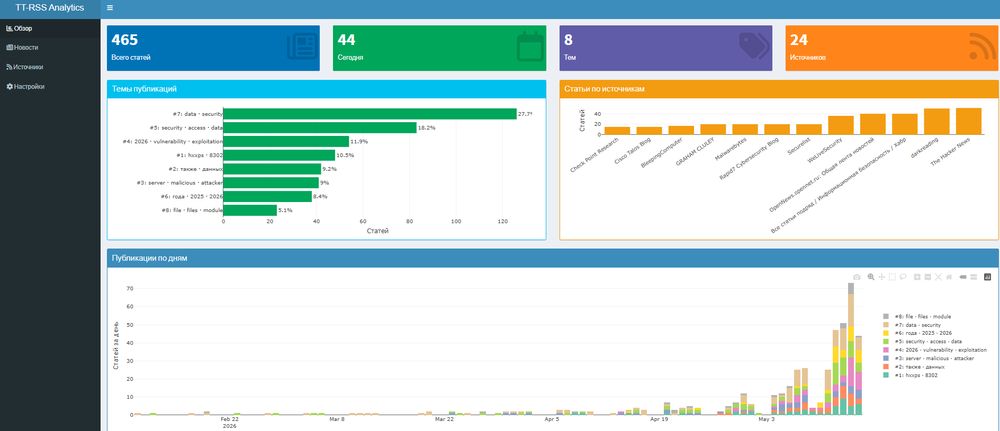 TT-RSS Analytics
Обзор
Новости
Источники
Настройки
465
Всего статей
44
Сегодня
8
Тем
24
Источников
Темы публикаций
#7: data · security
27.7%
#5: security · access · data
18.2%
#4: 2026 · vulnerability · exploitation
11.9%
#1: hxxps · 8302
10.5%
#2: также · данных
9.2%
#3: server · malicious · attacker
9%
#6: года · 2025 · 2026
8.4%
#8: file · files · module
5.1%
0 20 40 60 80 100 120
Статей
Статьи по источникам
Статей
40
20
0
Check Point Research
Cisco Talos Blog
BleepingComputer
GRAHAM CLULEY
Malwarebytes
Rapid7 Cybersecurity Blog
Securelist
WeLiveSecurity
OpenNews.opennet.ru: Общая лента новостей
Все статьи подряд / Информационная безопасность / Хабр
darkreading
The Hacker News
Публикации по дням
Статей за день
70
60
50
40
30
20
10
0
Feb 22 Mar 8 Mar 22 Apr 5 Apr 19 May 3
2026
#8: file · files · module
#7: data · security
#6: года · 2025 · 2026
#5: security · access · data
#4: 2026 · vulnerability · exploitation
#3: server · malicious · attacker
#2: также · данных
#1: hxxps · 8302